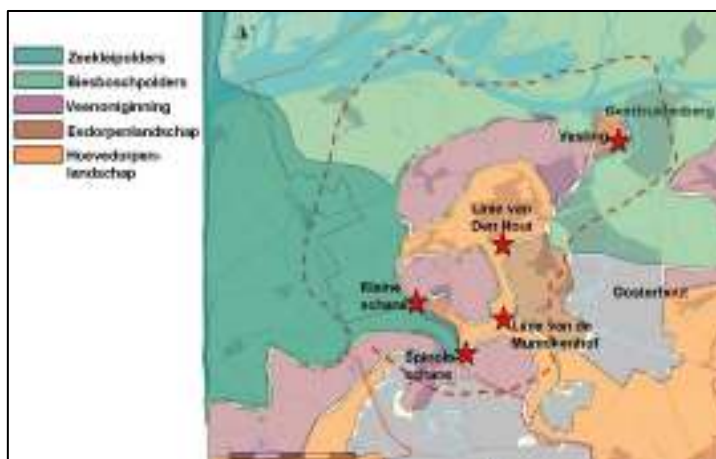 Zeekleipolders
Biesboschpolders
Veenontginning
Esdorpenlandschap
Hoevedorpen-
landschap
Geertruidenberg
Vesting
Linie van
Den Hout
Kleine
schans
Oosterhout
Linie van de
Munnikenhof
Spinola-
schans